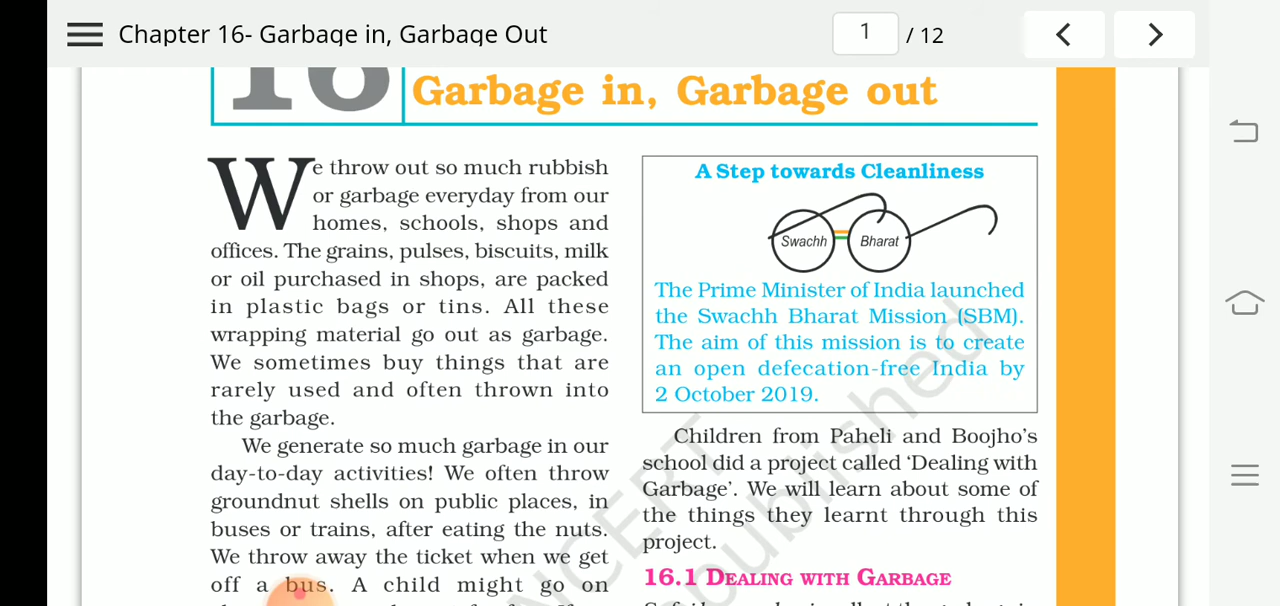 Chapter 16- Garbage in, Garbage Out
1 / 12
16
Garbage in, Garbage out
We throw out so much rubbish
or garbage everyday from our
homes, schools, shops and
offices. The grains, pulses, biscuits, milk
or oil purchased in shops, are packed
in plastic bags or tins. All these
wrapping material go out as garbage.
We sometimes buy things that are
rarely used and often thrown into
the garbage.
We generate so much garbage in our
day-to-day activities! We often throw
groundnut shells on public places, in
buses or trains, after eating the nuts.
We throw away the ticket when we get
off a bus. A child might go on
A Step towards Cleanliness
Swachh Bharat
The Prime Minister of India launched
the Swachh Bharat Mission (SBM).
The aim of this mission is to create
an open defecation-free India by
2 October 2019.
Children from Paheli and Boojho's
school did a project called ‘Dealing with
Garbage’. We will learn about some of
the things they learnt through this
project.
16.1 DEALING WITH GARBAGE
NCERT
published